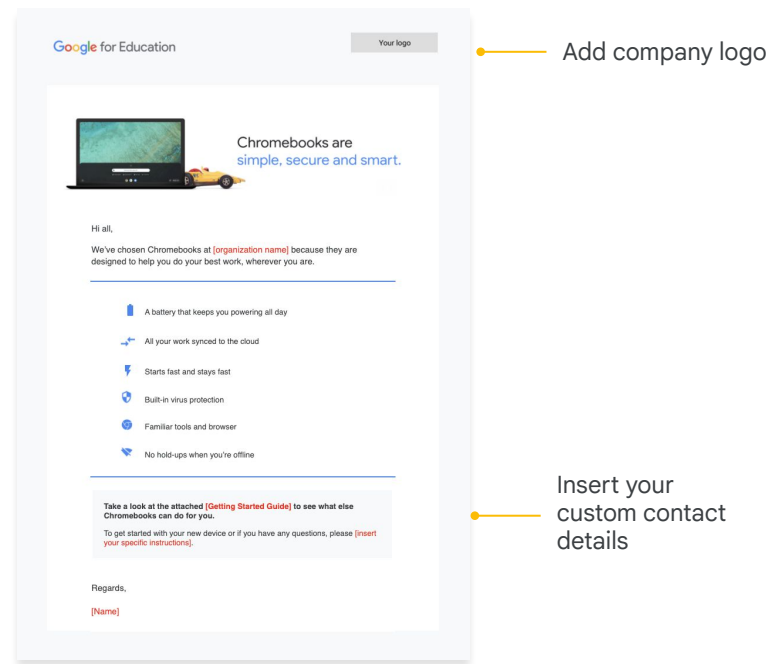 Google for Education
Your logo
Add company logo
Chromebooks are
simple, secure and smart.
Hi all,
We've chosen Chromebooks at [organization name] because they are
designed to help you do your best work, wherever you are.
A battery that keeps you powering all day
All your work synced to the cloud
Starts fast and stays fast
Built-in virus protection
Familiar tools and browser
No hold-ups when you're offline
Take a look at the attached [Getting Started Guide] to see what else
Chromebooks can do for you.
To get started with your new device or if you have any questions, please [insert
your specific instructions].
Insert your
custom contact
details
Regards,
[Name]